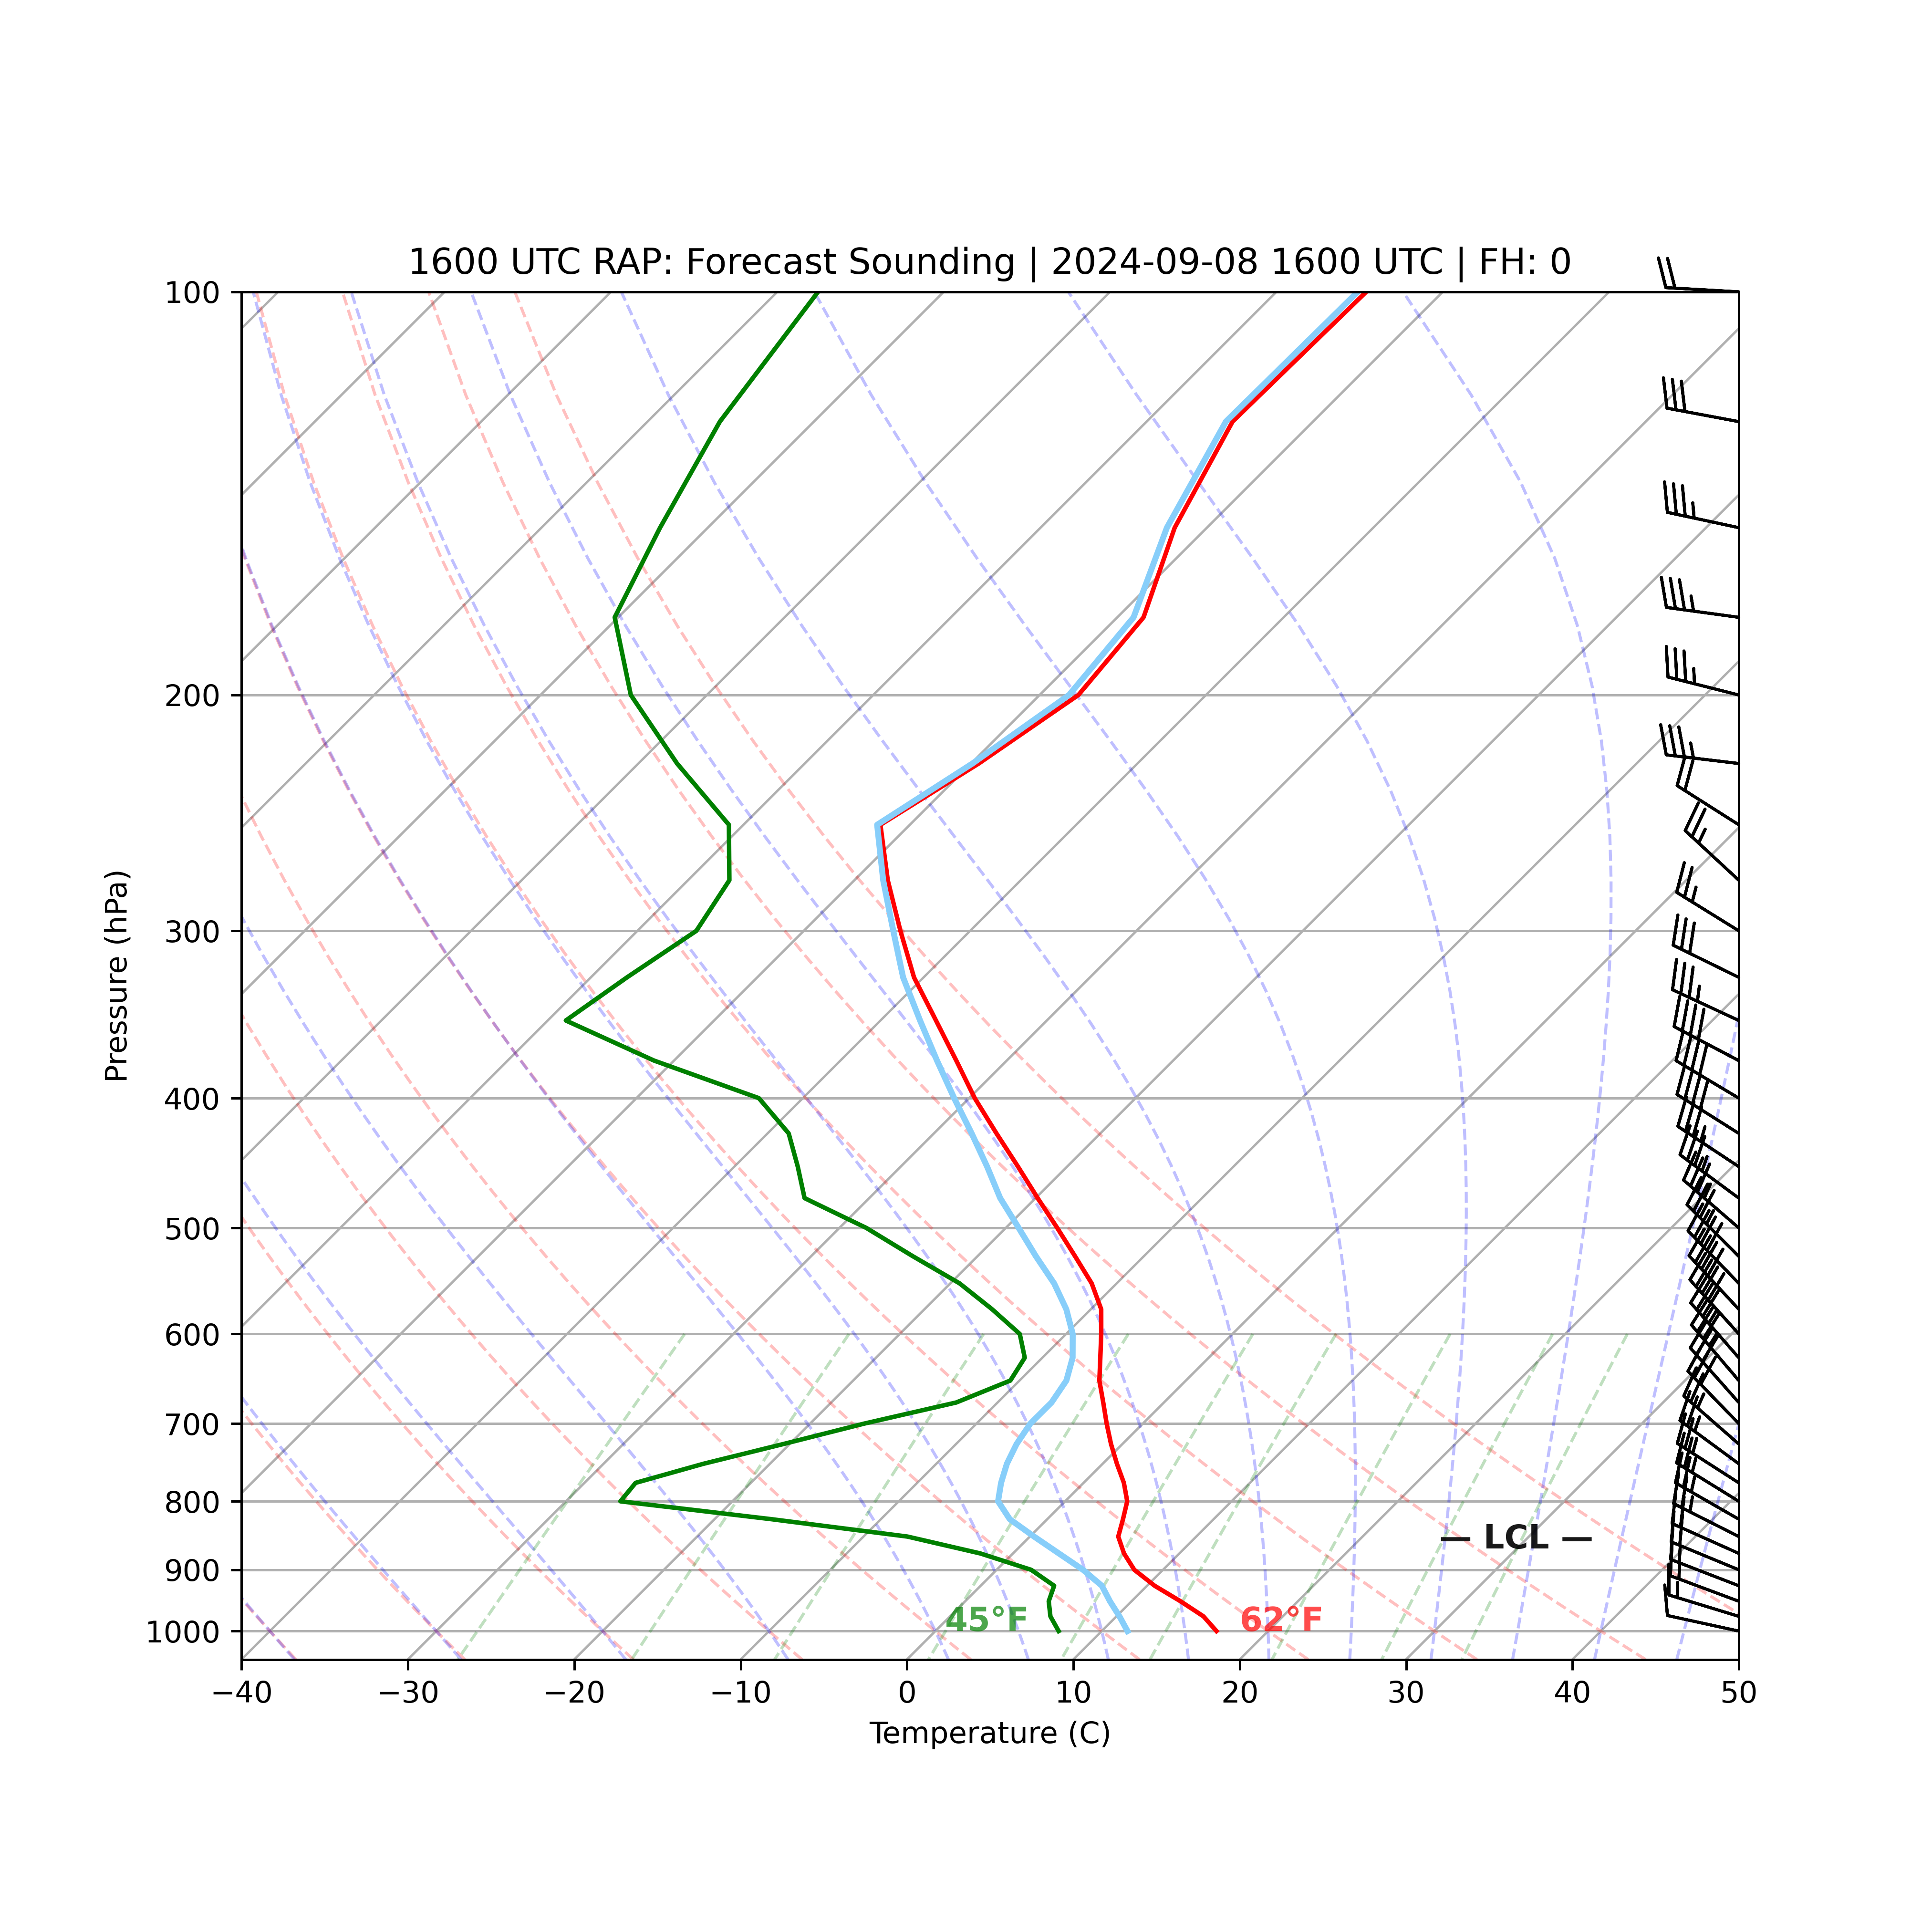 1600 UTC RAP: Forecast Sounding | 2024-09-08 1600 UTC | FH: 0
100
200
300
400
500
600
700
800
900
1000
Pressure (hPa)
— LCL —
45°F
62°F
−40 −30 −20 −10 0 10 20 30 40 50
Temperature (C)